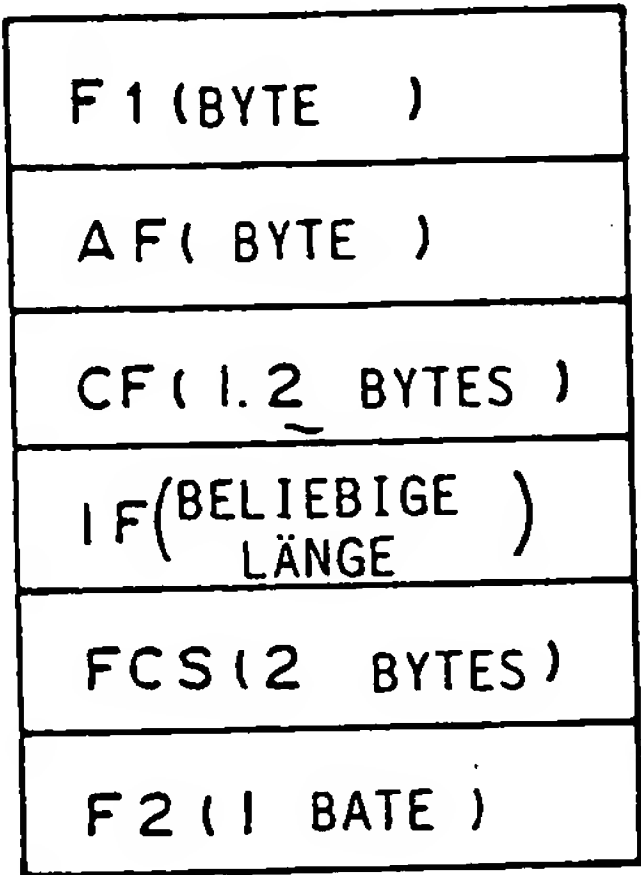 F1 (BYTE )
AF( BYTE )
CF( 1.2 BYTES )
IF(BELIEBIGE
LÄNGE )
FCS(2 BYTES)
F2(1 BATE )